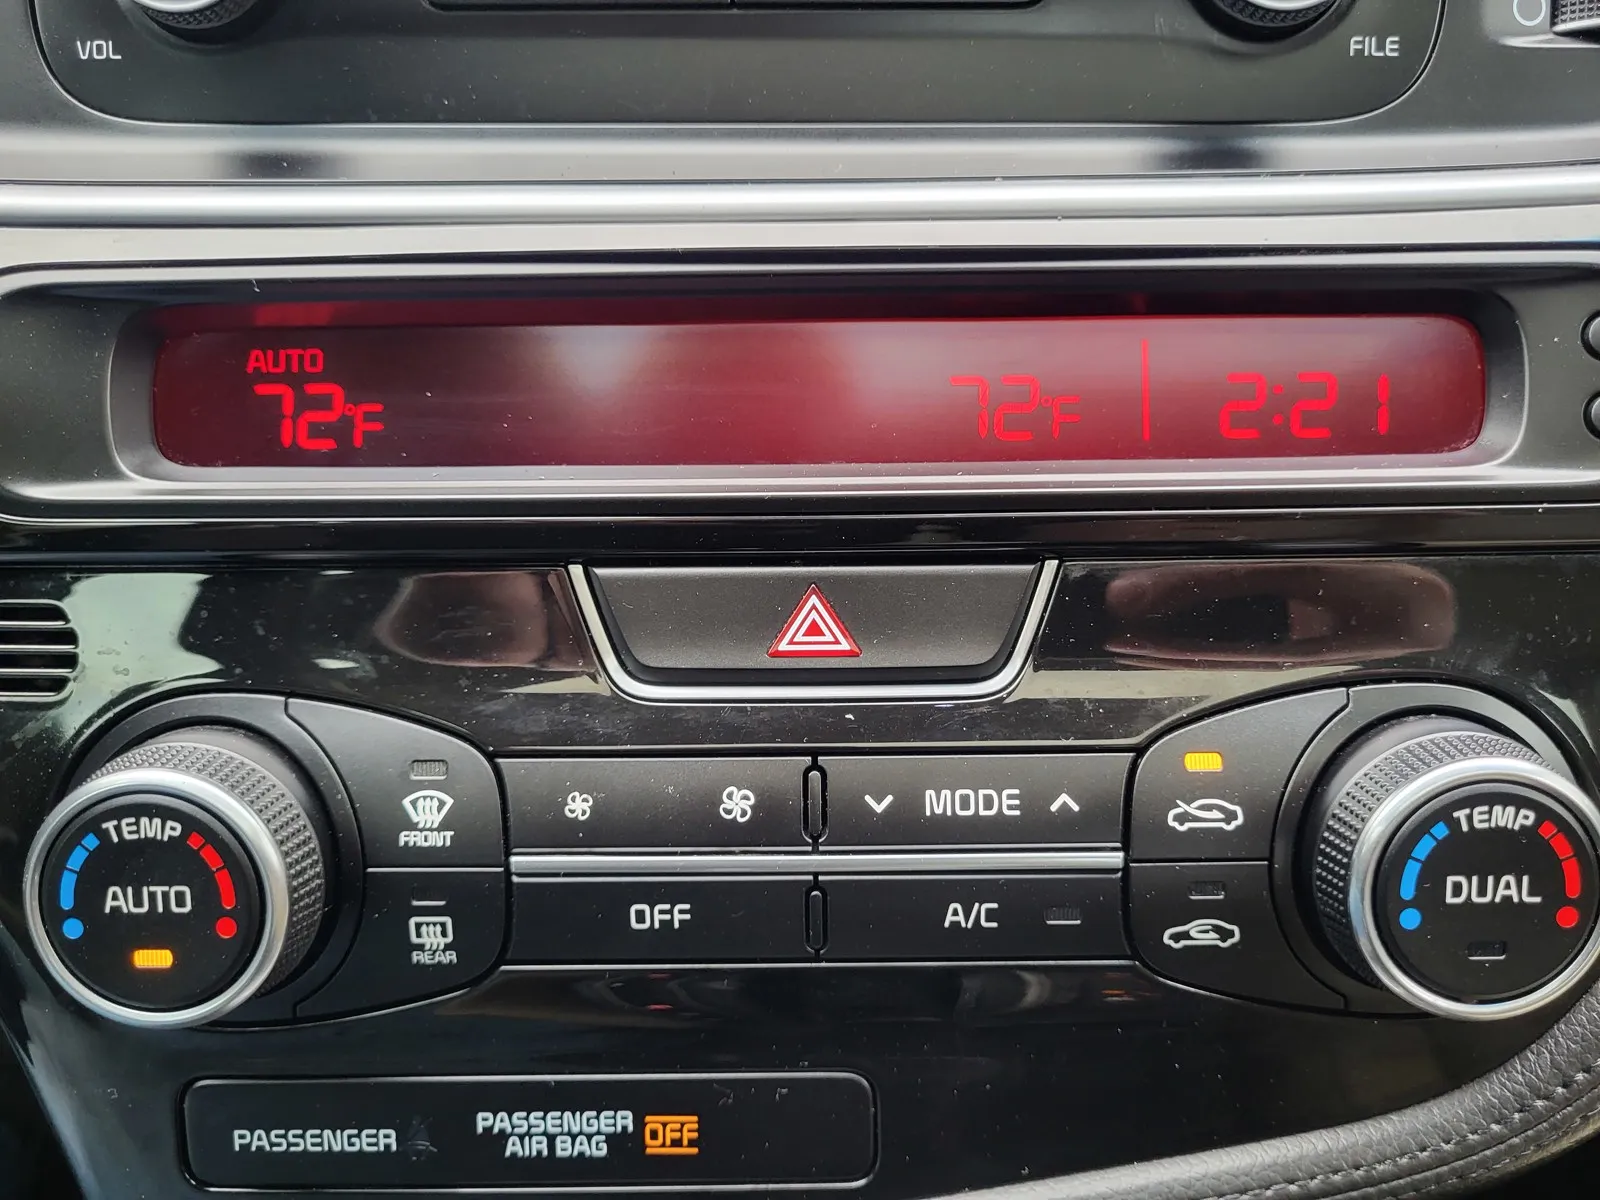 VOL
FILE
AUTO
72°F
72°F
2:21
FRONT
MODE
TEMP
AUTO
TEMP
DUAL
OFF
A/C
REAR
PASSENGER
PASSENGER
AIR BAG
OFF